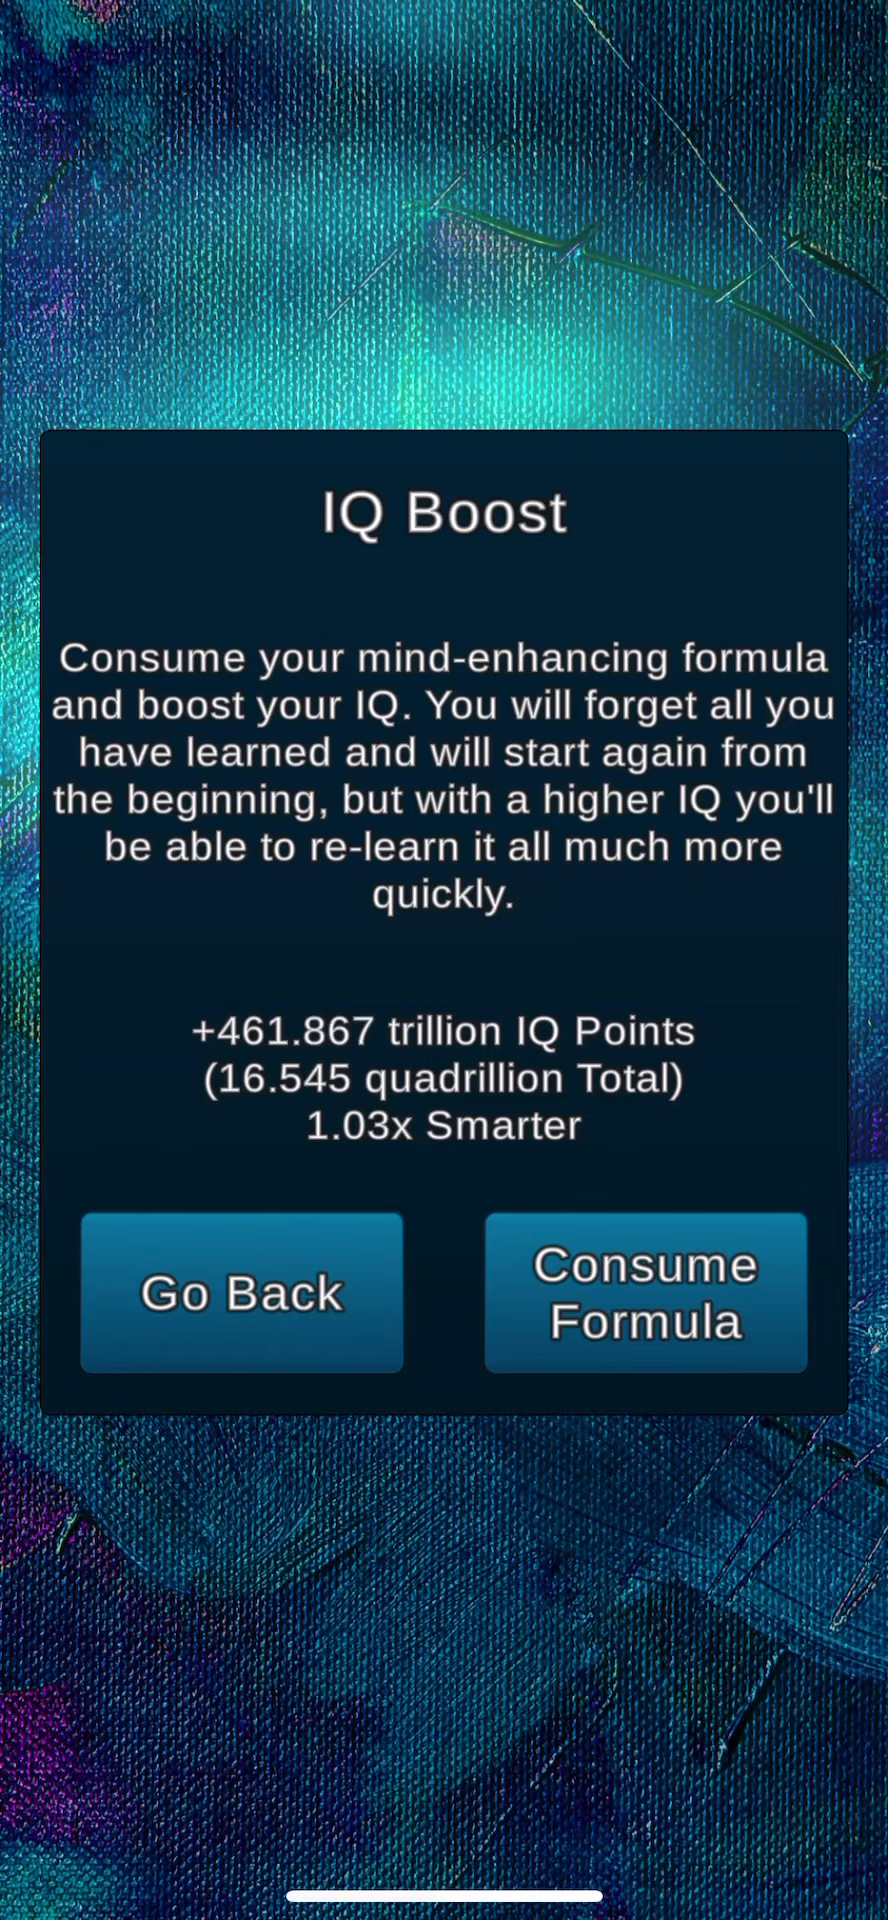 IQ Boost
Consume your mind-enhancing formula
and boost your IQ. You will forget all you
have learned and will start again from
the beginning, but with a higher IQ you'll
be able to re-learn it all much more
quickly.
+461.867 trillion IQ Points
(16.545 quadrillion Total)
1.03x Smarter
Go Back
Consume
Formula